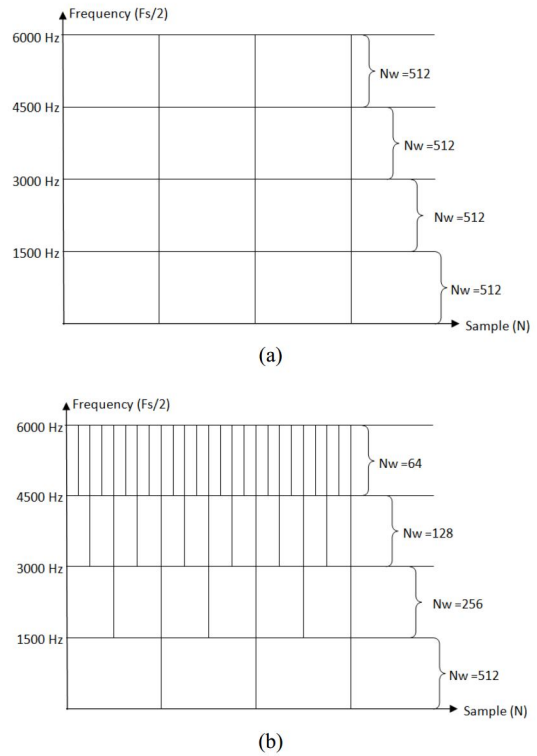 Frequency (Fs/2)
6000 Hz
Nw =512
4500 Hz
Nw =512
3000 Hz
Nw =512
1500 Hz
Nw =512
Sample (N)
(a)
Frequency (Fs/2)
6000 Hz
Nw=64
4500 Hz
Nw=128
3000 Hz
Nw=256
1500 Hz
Nw=512
Sample (N)
(b)